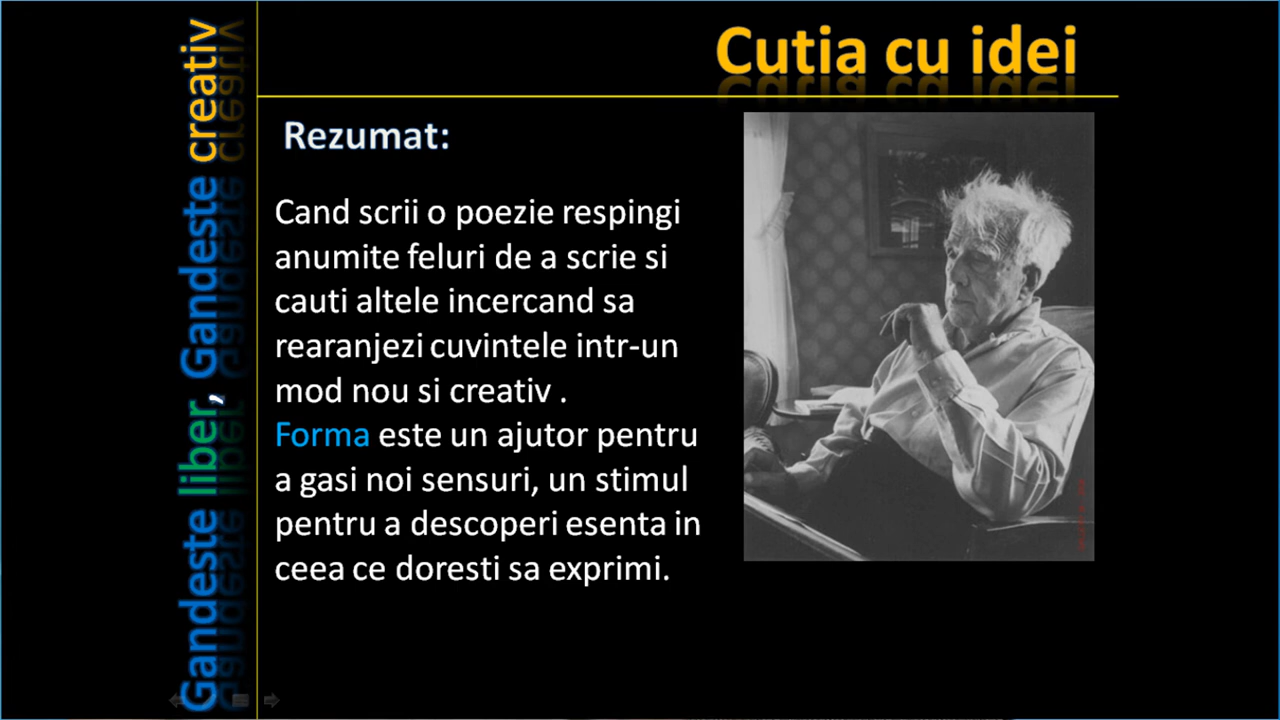 Cutia cu idei
Gandeste liber, Gandeste creativ
Rezumat:
Cand scrii o poezie respingi
anumite feluri de a scrie si
cauti altele incercand sa
rearanjezi cuvintele intr-un
mod nou si creativ .
Forma este un ajutor pentru
a gasi noi sensuri, un stimul
pentru a descoperi esenta in
ceea ce doresti sa exprimi.